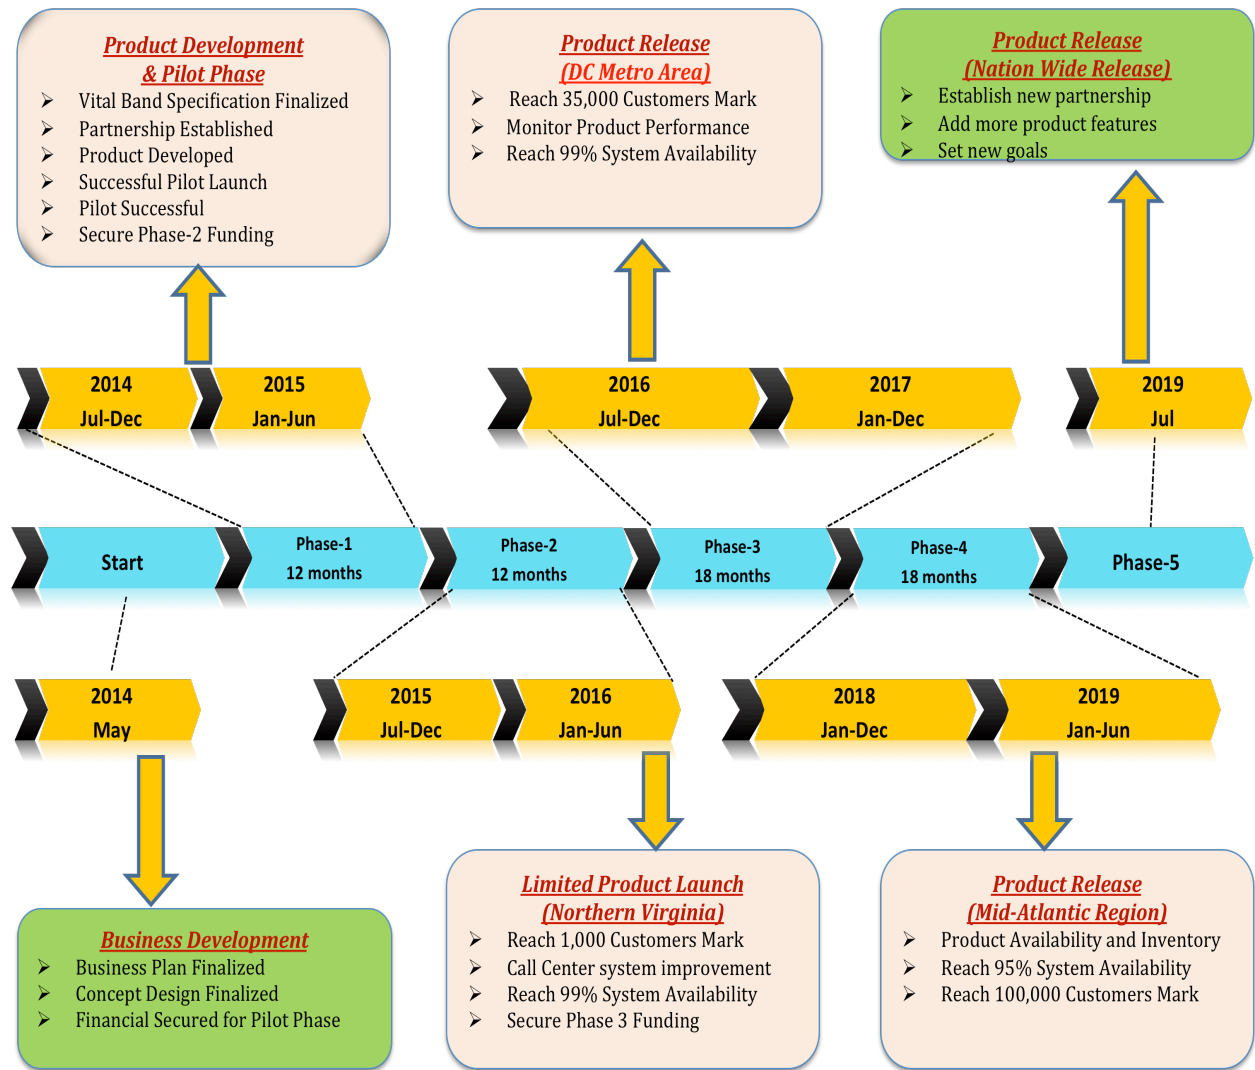 Product Development
& Pilot Phase
➢ Vital Band Specification Finalized
➢ Partnership Established
➢ Product Developed
➢ Successful Pilot Launch
➢ Pilot Successful
➢ Secure Phase-2 Funding
Product Release
(DC Metro Area)
➢ Reach 35,000 Customers Mark
➢ Monitor Product Performance
➢ Reach 99% System Availability
Product Release
(Nation Wide Release)
➢ Establish new partnership
➢ Add more product features
➢ Set new goals
2014
Jul-Dec
2015
Jan-Jun
2016
Jul-Dec
2017
Jan-Dec
2019
Jul
Start
Phase-1
12 months
Phase-2
12 months
Phase-3
18 months
Phase-4
18 months
Phase-5
2014
May
2015
Jul-Dec
2016
Jan-Jun
2018
Jan-Dec
2019
Jan-Jun
Business Development
➢ Business Plan Finalized
➢ Concept Design Finalized
➢ Financial Secured for Pilot Phase
Limited Product Launch
(Northern Virginia)
➢ Reach 1,000 Customers Mark
➢ Call Center system improvement
➢ Reach 99% System Availability
➢ Secure Phase 3 Funding
Product Release
(Mid-Atlantic Region)
➢ Product Availability and Inventory
➢ Reach 95% System Availability
➢ Reach 100,000 Customers Mark